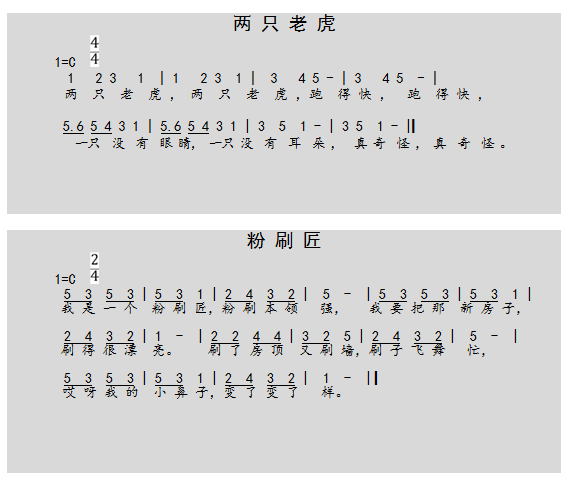 两只老虎
4
4
1=C
1 2 3 1 | 1 2 3 1 | 3 4 5 - | 3 4 5 - |
两 只 老 虎， 两 只 老 虎，跑 得 快， 跑 得 快，
5.6 5 4 3 1 | 5.6 5 4 3 1 | 3 5 1 - | 3 5 1 - ||
一只 没 有 眼 睛， 一只 没 有 耳 朵， 真 奇 怪， 真 奇 怪。
粉刷匠
2
4
1=C
5 3 5 3 | 5 3 1 | 2 4 3 2 | 5 - | 5 3 5 3 | 5 3 1 |
我 是 一 个 粉 刷 匠，粉 刷 本 领 强， 我 要 把 那 新 房 子，
2 4 3 2 | 1 - | 2 2 4 4 | 3 2 5 | 2 4 3 2 | 5 - |
刷 得 很 漂 亮。 刷 了 房 顶 又 刷 墙，刷 子 飞 舞 忙，
5 3 5 3 | 5 3 1 | 2 4 3 2 | 1 - ||
哎 呀 我 的 小 鼻 子，变 了 变 了 样。